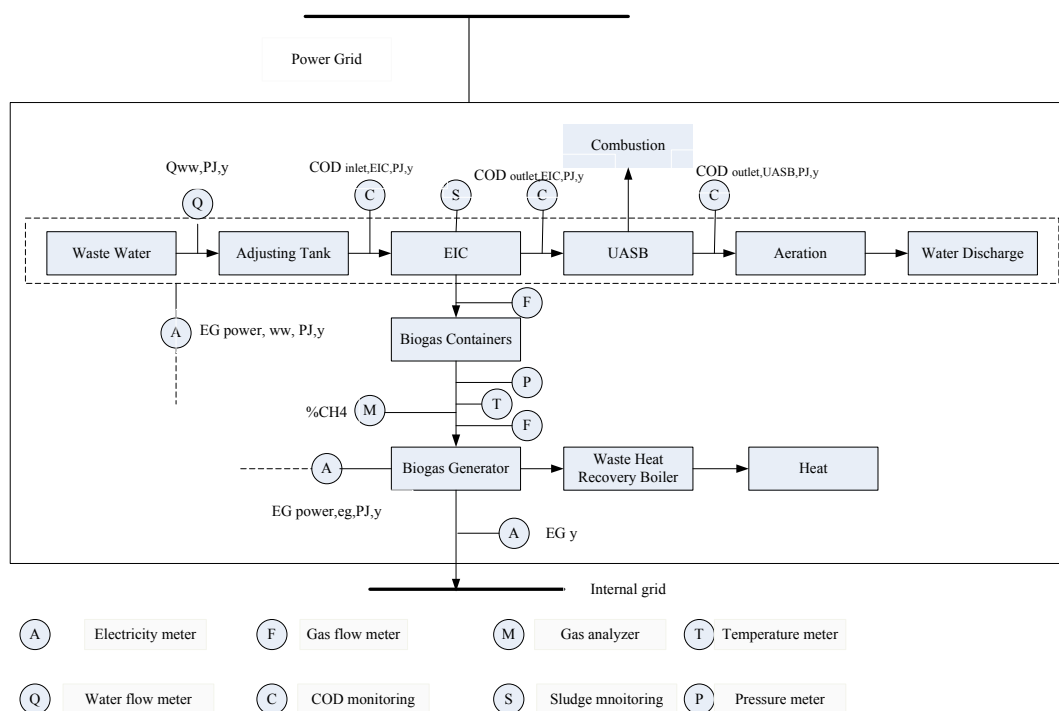 Power Grid
Combustion
Qww,PJ,y
COD inlet,EIC,PJ,y
COD outlet,EIC,PJ,y
COD outlet,UASB,PJ,y
Q
C
S
C
C
Waste Water
Adjusting Tank
EIC
UASB
Aeration
Water Discharge
F
A
EG power, ww, PJ,y
Biogas Containers
P
T
%CH4
M
F
A
Biogas Generator
Waste Heat
Recovery Boiler
Heat
EG power,eg,PJ,y
A
EG y
Internal grid
A
Electricity meter
F
Gas flow meter
M
Gas analyzer
T
Temperature meter
Q
Water flow meter
C
COD monitoring
S
Sludge mnoitoring
P
Pressure meter